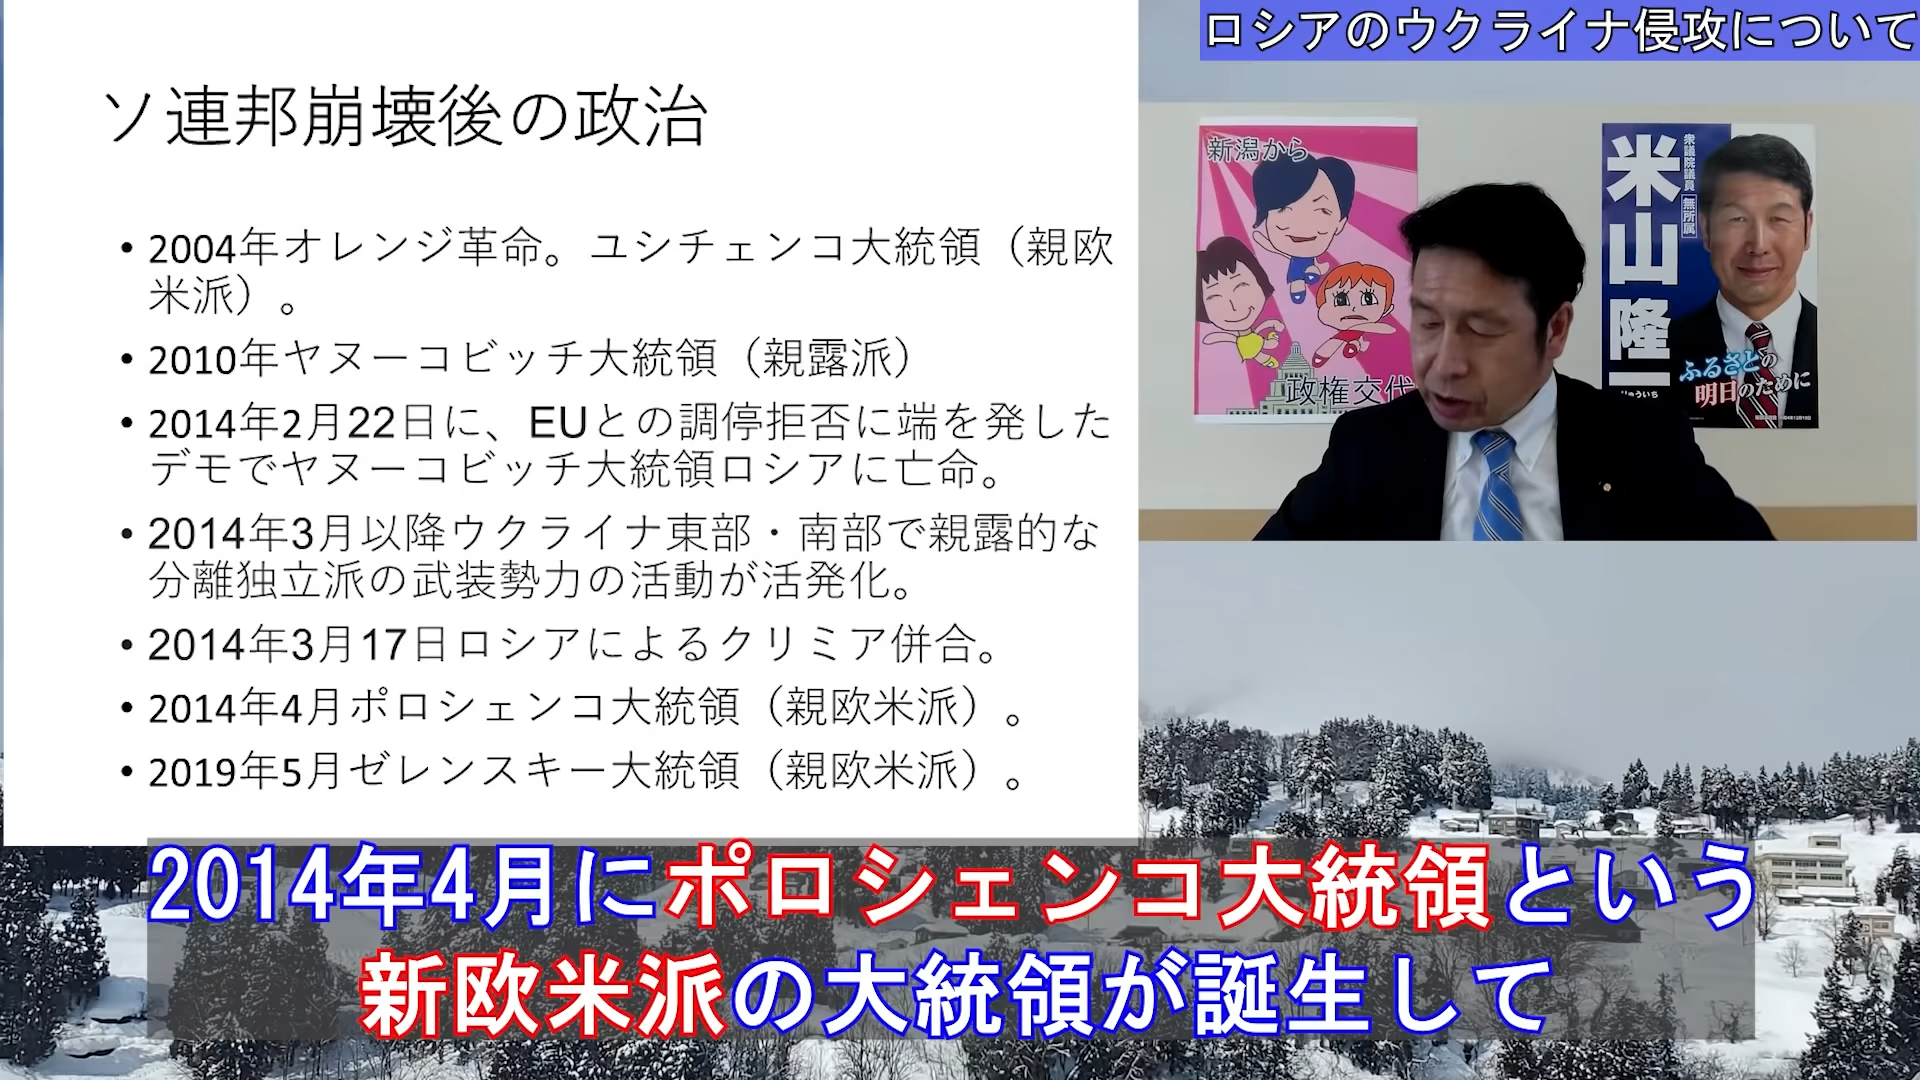 ロシアのウクライナ侵攻について
ソ連邦崩壊後の政治
• 2004年オレンジ革命。ユシチェンコ大統領（親欧
米派）。
• 2010年ヤヌーコビッチ大統領（親露派）
• 2014年2月22日に、EUとの調停拒否に端を発した
デモでヤヌーコビッチ大統領ロシアに亡命。
• 2014年3月以降ウクライナ東部・南部で親露的な
分離独立派の武装勢力の活動が活発化。
• 2014年3月17日ロシアによるクリミア併合。
• 2014年4月ポロシェンコ大統領（親欧米派）。
• 2019年5月ゼレンスキー大統領（親欧米派）。
新潟から
政権交代
衆議院議員 無所属
米山隆一
りゅういち
ふるさとの
明日のために
2014年4月にポロシェンコ大統領という
新欧米派の大統領が誕生して